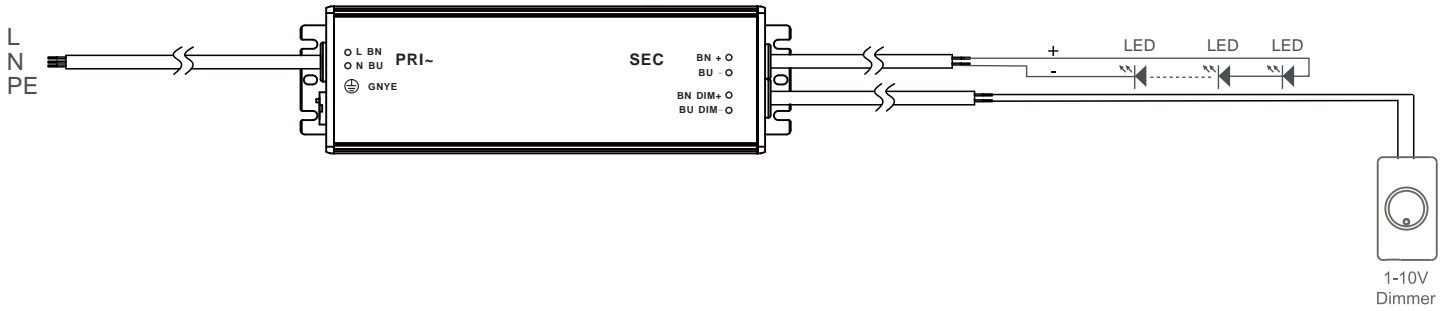 L
N
PE
L BN
N BU
GNYE
PRI~
SEC
BN +
BU -
BN DIM+
BU DIM-
+
-
LED
LED
LED
1-10V
Dimmer